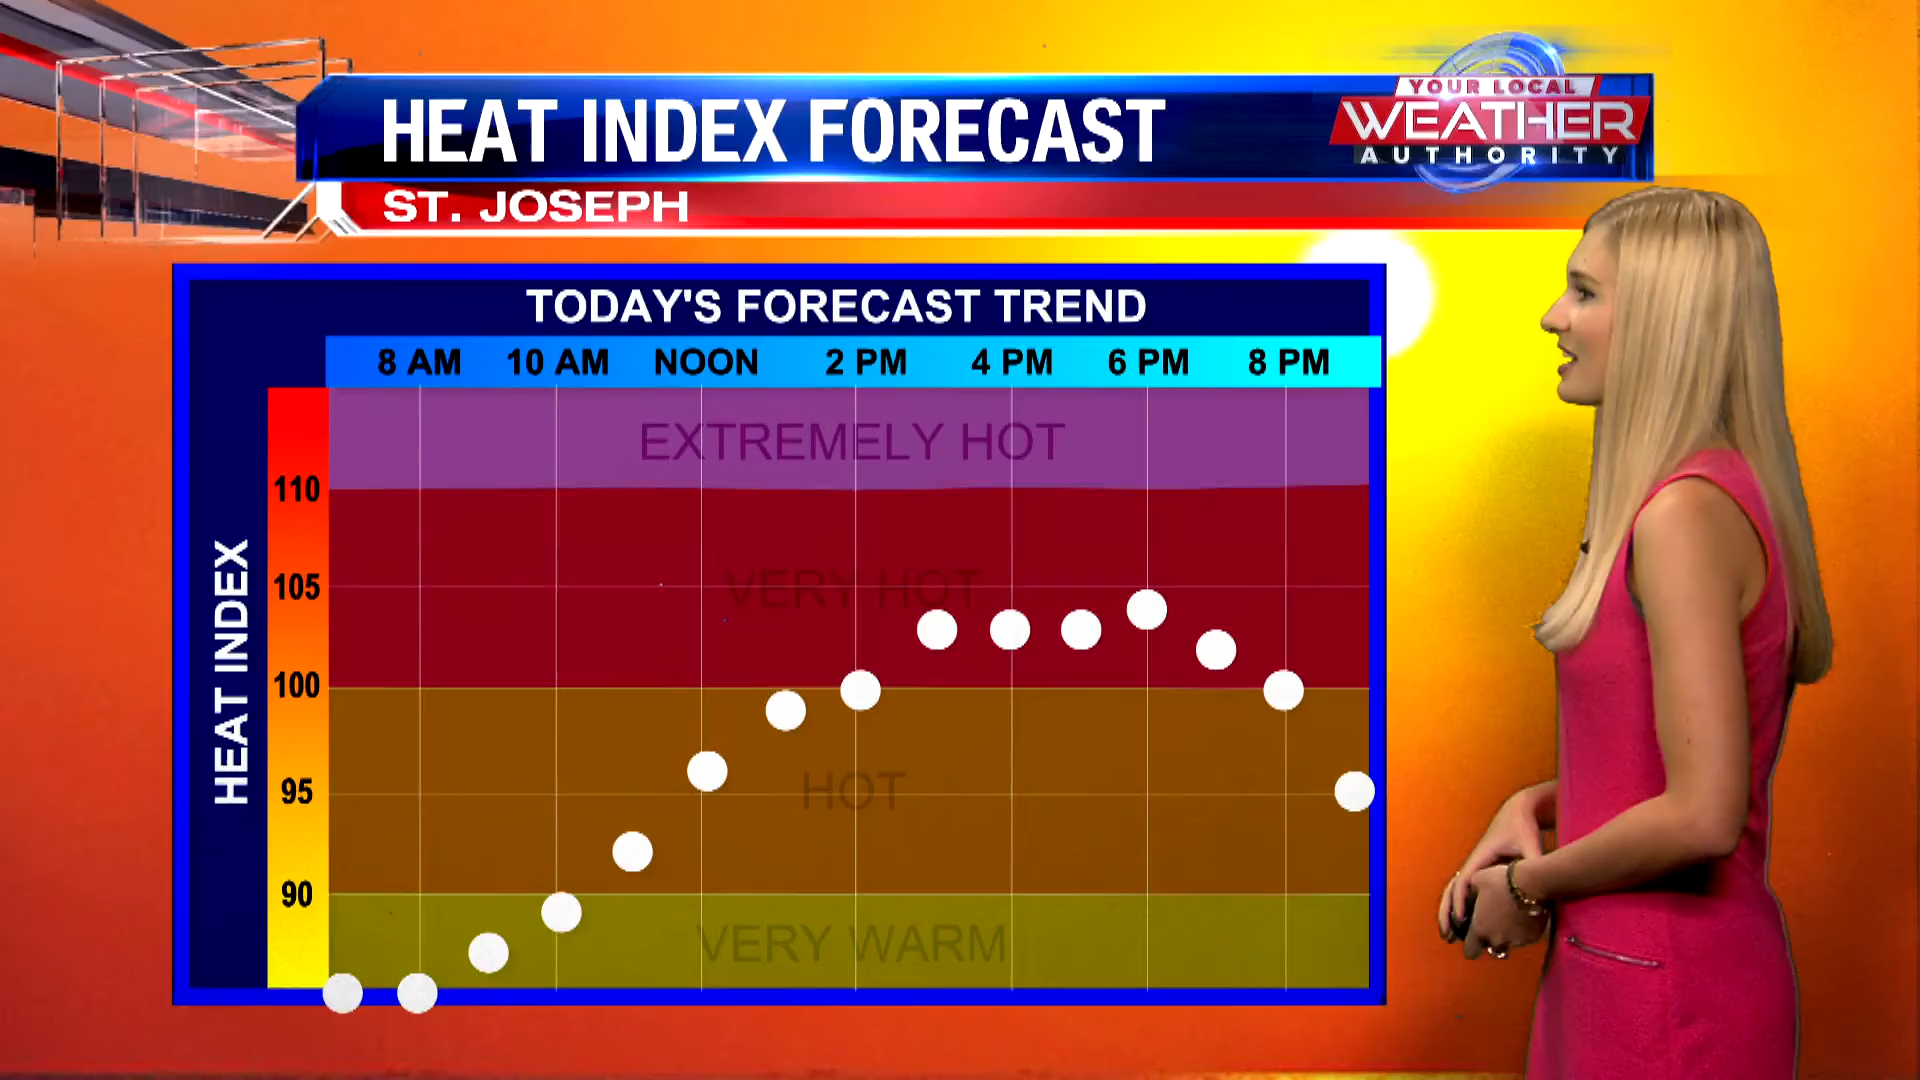 HEAT INDEX FORECAST
YOUR LOCAL
WEATHER
AUTHORITY
ST. JOSEPH
TODAY'S FORECAST TREND
8 AM 10 AM NOON 2 PM 4 PM 6 PM 8 PM
EXTREMELY HOT
110
VERY HOT
105
100
HEAT INDEX
HOT
95
90
VERY WARM